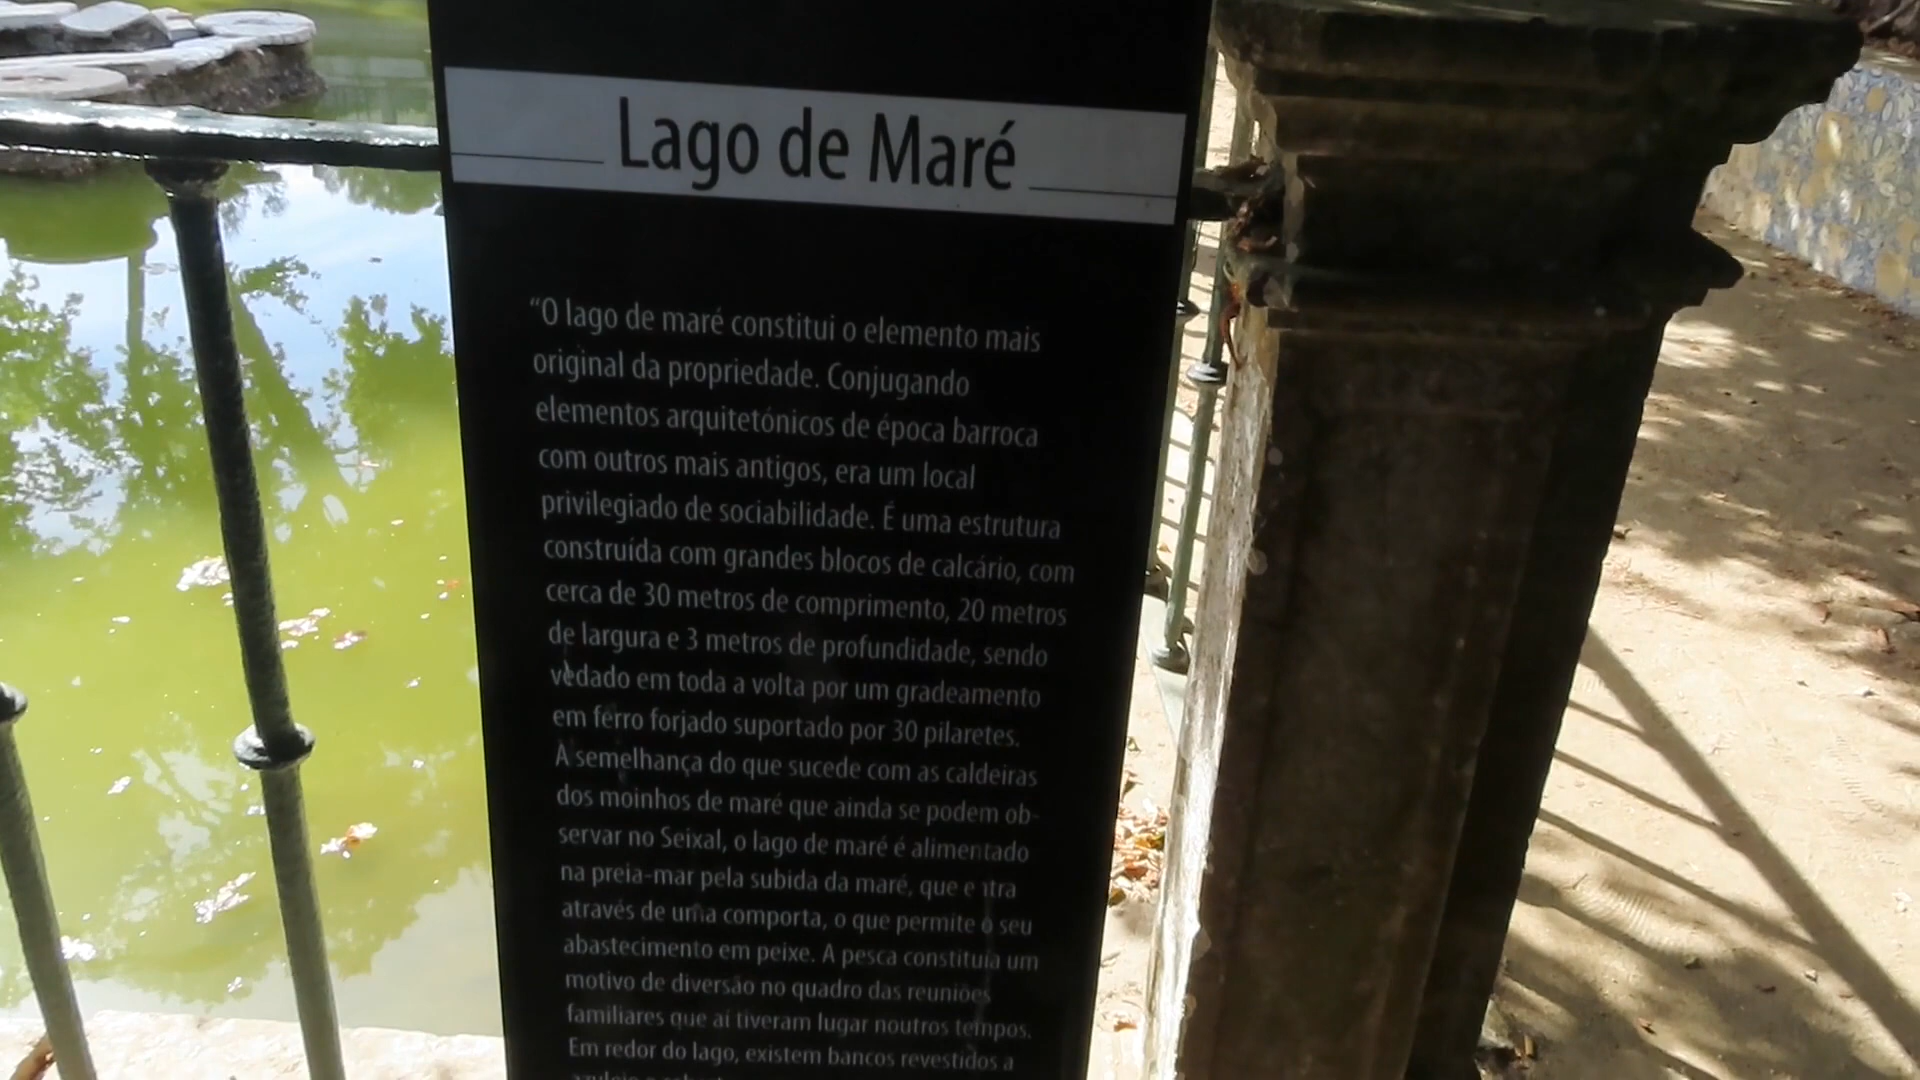 Lago de Maré
“O lago de maré constitui o elemento mais
original da propriedade. Conjugando
elementos arquitetónicos de época barroca
com outros mais antigos, era um local
privilegiado de sociabilidade. É uma estrutura
construída com grandes blocos de calcário, com
cerca de 30 metros de comprimento, 20 metros
de largura e 3 metros de profundidade, sendo
vedado em toda a volta por um gradeamento
em ferro forjado suportado por 30 pilaretes.
A semelhança do que sucede com as caldeiras
dos moinhos de maré que ainda se podem ob-
servar no Seixal, o lago de maré é alimentado
na preia-mar pela subida da maré, que entra
através de uma comporta, o que permite o seu
abastecimento em peixe. A pesca constituia um
motivo de diversão no quadro das reuniões
familiares que aí tiveram lugar noutros tempos.
Em redor do lago, existem bancos revestidos a